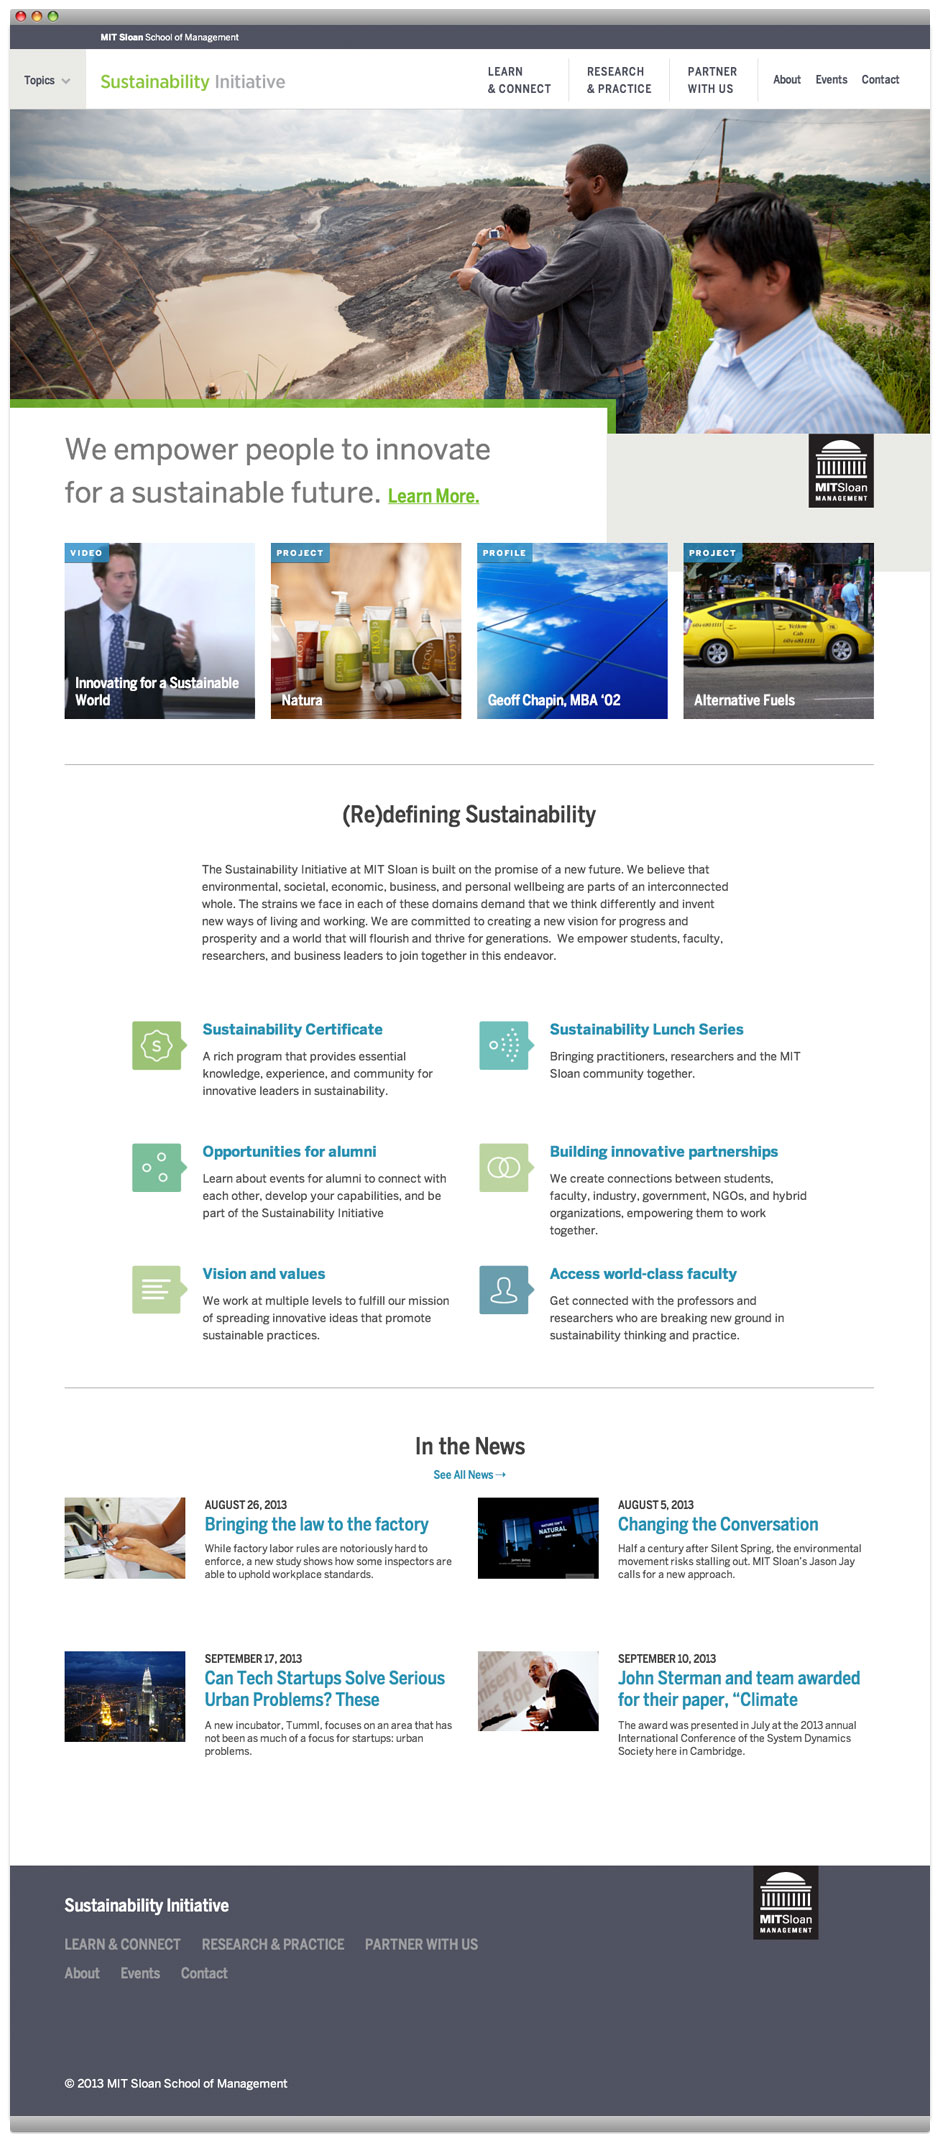 MIT Sloan School of Management
Topics
Sustainability Initiative
LEARN
& CONNECT
RESEARCH
& PRACTICE
PARTNER
WITH US
About Events Contact
We empower people to innovate
for a sustainable future. Learn More.
MITSloan
MANAGEMENT
VIDEO
Innovating for a Sustainable
World
PROJECT
EKOS
Natura
PROFILE
Geoff Chapin, MBA ‘02
PROJECT
Yellow
Cab
Alternative Fuels
(Re)defining Sustainability
The Sustainability Initiative at MIT Sloan is built on the promise of a new future. We believe that
environmental, societal, economic, business, and personal wellbeing are parts of an interconnected
whole. The strains we face in each of these domains demand that we think differently and invent
new ways of living and working. We are committed to creating a new vision for progress and
prosperity and a world that will flourish and thrive for generations.  We empower students, faculty,
researchers, and business leaders to join together in this endeavor.
S
Sustainability Certificate
A rich program that provides essential
knowledge, experience, and community for
innovative leaders in sustainability.
Sustainability Lunch Series
Bringing practitioners, researchers and the MIT
Sloan community together.
Opportunities for alumni
Learn about events for alumni to connect with
each other, develop your capabilities, and be
part of the Sustainability Initiative
Building innovative partnerships
We create connections between students,
faculty, industry, government, NGOs, and hybrid
organizations, empowering them to work
together.
Vision and values
We work at multiple levels to fulfill our mission
of spreading innovative ideas that promote
sustainable practices.
Access world-class faculty
Get connected with the professors and
researchers who are breaking new ground in
sustainability thinking and practice.
In the News
See All News→
AUGUST 26, 2013
Bringing the law to the factory
While factory labor rules are notoriously hard to
enforce, a new study shows how some inspectors are
able to uphold workplace standards.
NATURAL
AUGUST 5, 2013
Changing the Conversation
Half a century after Silent Spring, the environmental
movement risks stalling out. MIT Sloan’s Jason Jay
calls for a new approach.
SEPTEMBER 17, 2013
Can Tech Startups Solve Serious
Urban Problems? These
A new incubator, Tumml, focuses on an area that has
not been as much of a focus for startups: urban
problems.
SEPTEMBER 10, 2013
John Sterman and team awarded
for their paper, “Climate
The award was presented in July at the 2013 annual
International Conference of the System Dynamics
Society here in Cambridge.
Sustainability Initiative
MITSloan
MANAGEMENT
LEARN & CONNECT RESEARCH & PRACTICE PARTNER WITH US
About Events Contact
© 2013 MIT Sloan School of Management